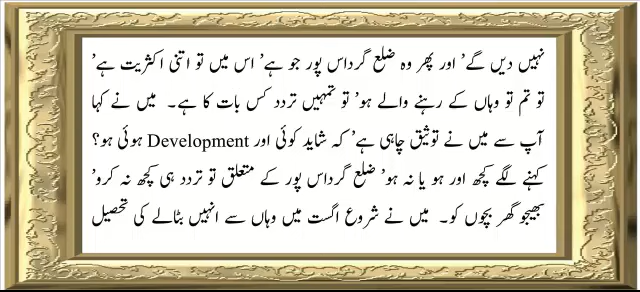 نہیں دیں گے’ اور پھر وہ ضلع گرداس پور جو ہے’ اس میں تو اتنی اکثریت ہے’
تو تم تو وہاں کے رہنے والے ہو’ تو تمہیں تردد کس بات کا ہے۔ میں نے کہا
آپ سے میں نے توثیق چاہی ہے’ کہ شاید کوئی اور Development ہوئی ہو؟
کہنے لگے کچھ اور ہو یا نہ ہو’ ضلع گرداس پور کے متعلق تو تردد ہی کچھ نہ کرو’
بھیجو گھر بچوں کو۔ میں نے شروع اگست میں وہاں سے انہیں بٹالے کی تحصیل